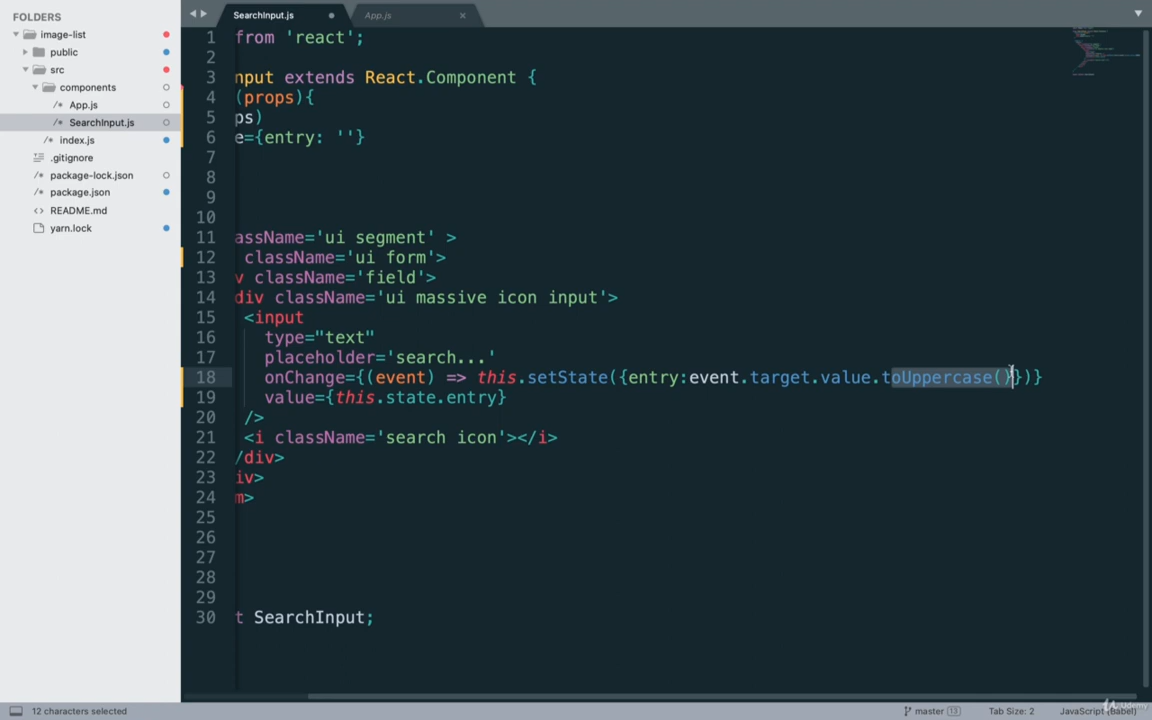 FOLDERS
image-list
public
src
components
/* App.js
/* SearchInput.js
/* index.js
.gitignore
/* package-lock.json
/* package.json
<> README.md
yarn.lock
SearchInput.js
App.js
1 from 'react';
2
3 nput extends React.Component {
4 (props){
5 ps)
6 e={entry: ''}
7
8
9
10
11 assName='ui segment' >
12 className='ui form'>
13 v className='field'>
14 div className='ui massive icon input'>
15 <input
16 type="text"
17 placeholder='search...'
18 onChange={(event) => this.setState({entry:event.target.value.toUppercase()})}
19 value={this.state.entry}
20 />
21 <i className='search icon'></i>
22 /div>
23 iv>
24 m>
25
26
27
28
29
30 t SearchInput;
12 characters selected
master 13
Tab Size: 2
JavaScript (Babel)
Udemy